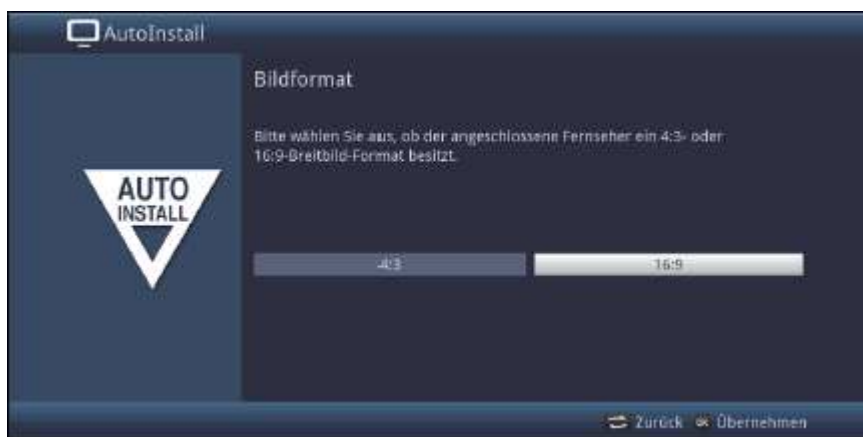 AutoInstall
Bildformat
Bitte wählen Sie aus, ob der angeschlossene Fernseher ein 4:3- oder
16:9-Breitbild-Format besitzt.
AUTO
INSTALL
4:3 16:9
Zurück OK Übernehmen